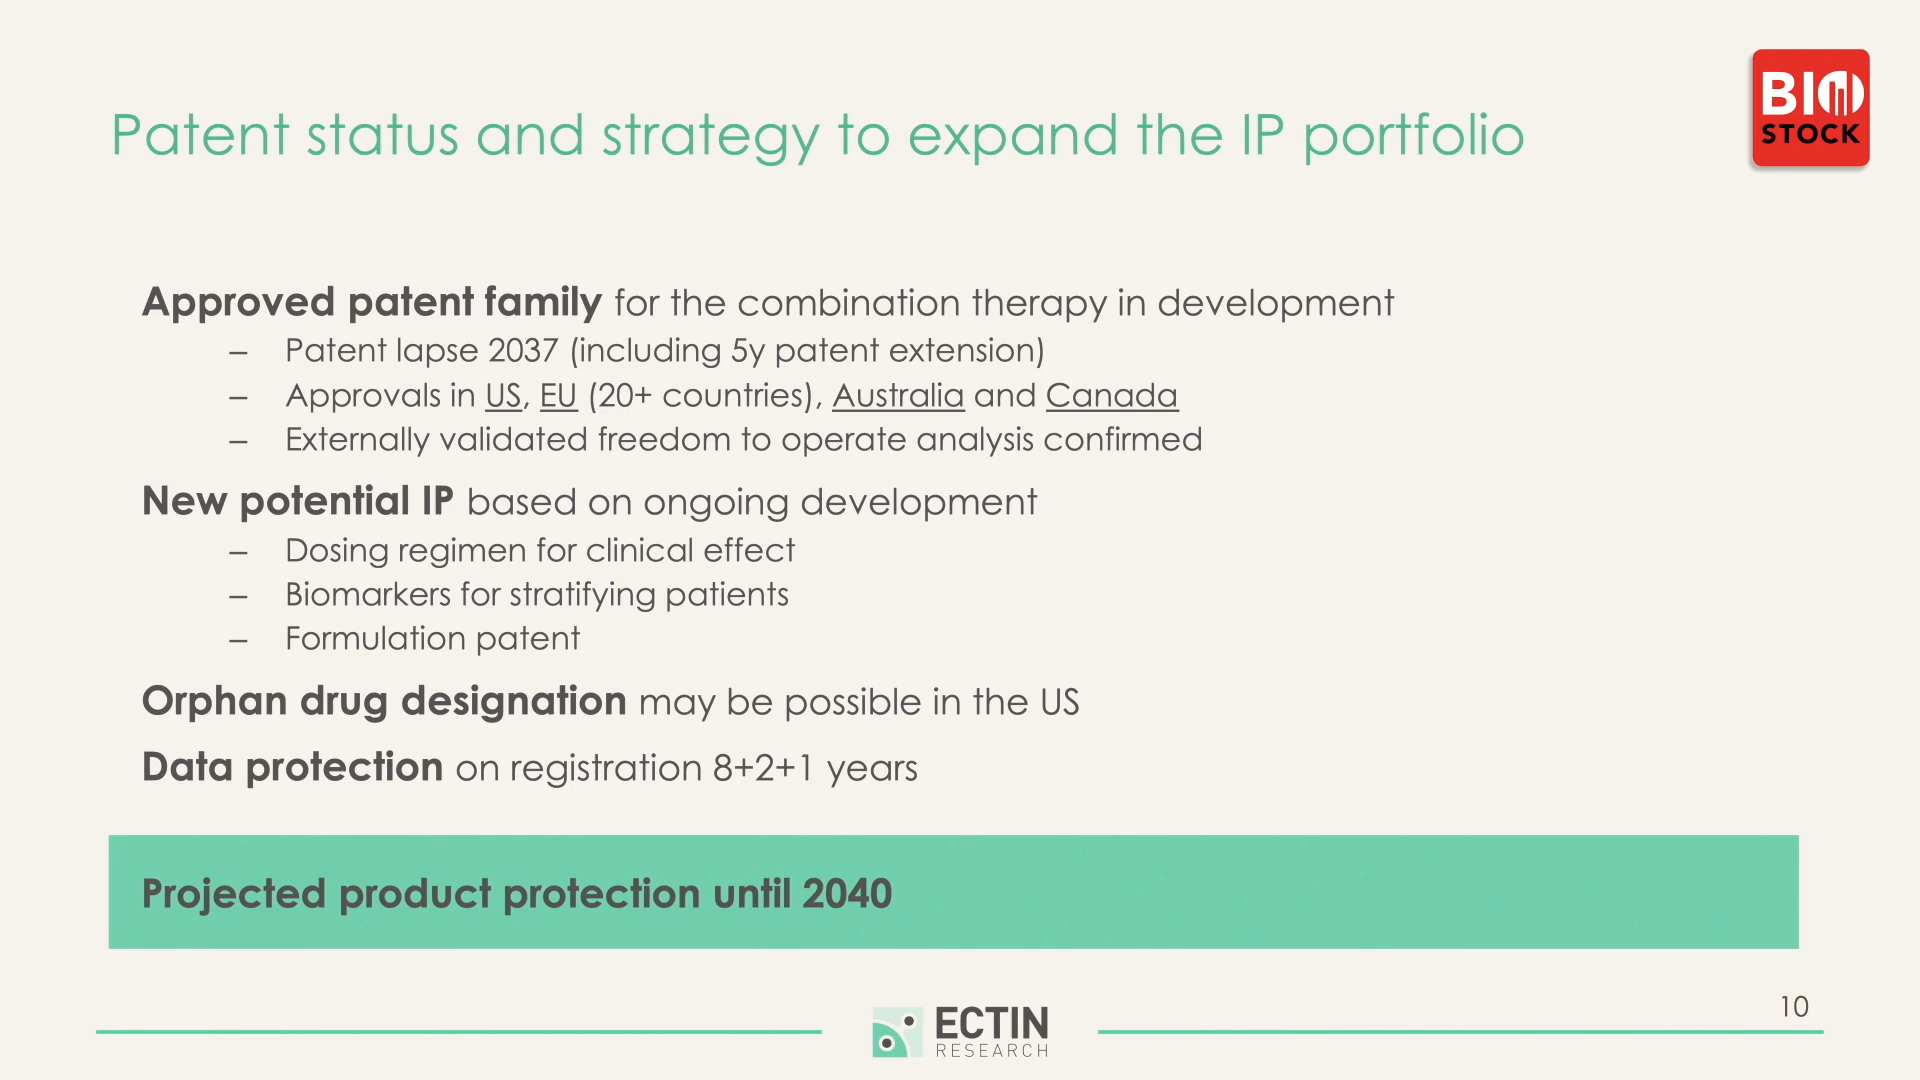 BIO
STOCK
Patent status and strategy to expand the IP portfolio
Approved patent family for the combination therapy in development
– Patent lapse 2037 (including 5y patent extension)
– Approvals in US, EU (20+ countries), Australia and Canada
– Externally validated freedom to operate analysis confirmed
New potential IP based on ongoing development
– Dosing regimen for clinical effect
– Biomarkers for stratifying patients
– Formulation patent
Orphan drug designation may be possible in the US
Data protection on registration 8+2+1 years
Projected product protection until 2040
10
ECTIN
RESEARCH